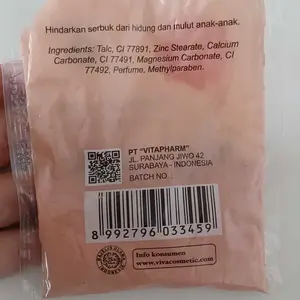 Hindarkan serbuk dari hidung dan mulut anak-anak.
Ingredients: Talc, CI 77891, Zinc Stearate, Calcium
Carbonate, CI 77491, Magnesium Carbonate, CI
77492, Perfume, Methylparaben.
PT "VITAPHARM"
JL. PANJANG JIWO 42
SURABAYA - INDONESIA
BATCH NO.
8 992796 033459
Info konsumen
www.vivacosmetic.com